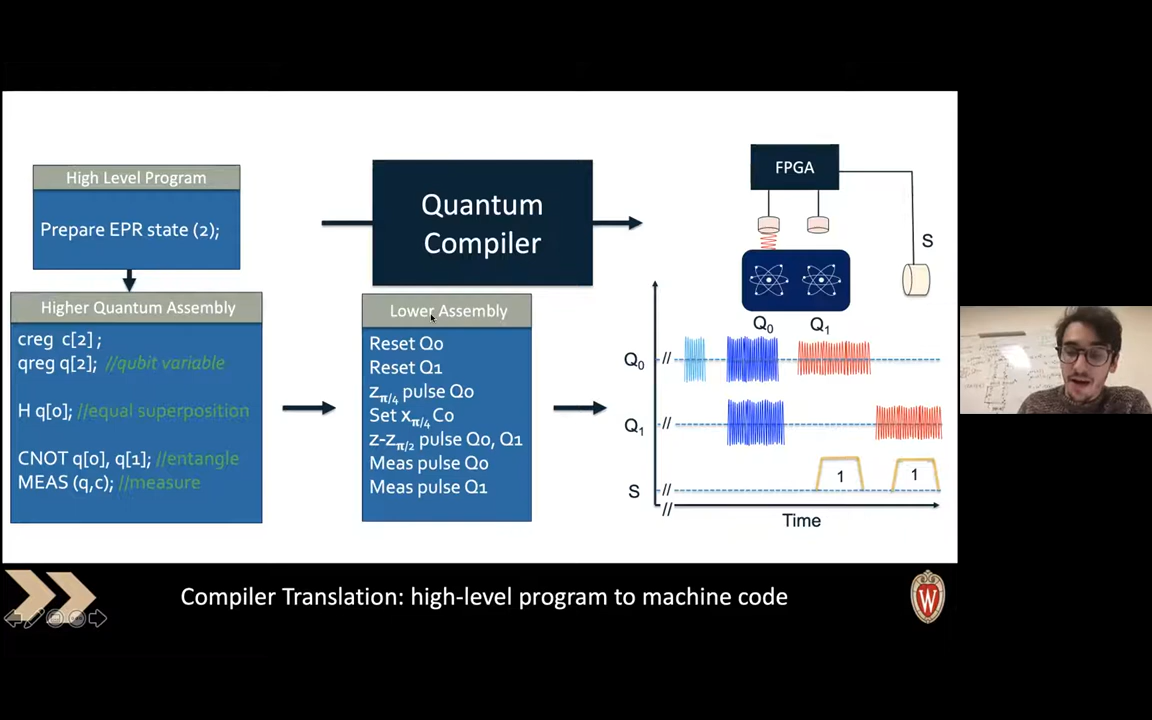 High Level Program
Prepare EPR state (2);
Higher Quantum Assembly
creg c[2] ;
qreg q[2]; //qubit variable
H q[0]; //equal superposition
CNOT q[0], q[1]; //entangle
MEAS (q,c); //measure
Quantum
Compiler
Lower Assembly
Reset Q0
Reset Q1
zπ/4 pulse Q0
Set xπ/4 C0
z-zπ/2 pulse Q0, Q1
Meas pulse Q0
Meas pulse Q1
FPGA
S
Q0 Q1
Q0 //
Q1 //
1 1
S //
//
Time
Compiler Translation: high-level program to machine code
W